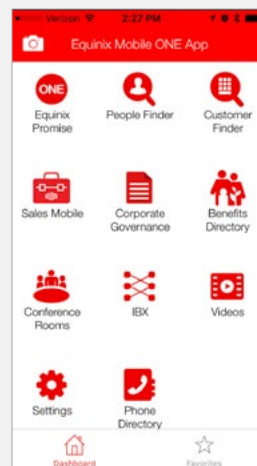 Verizon 2:27 PM
Equinix Mobile ONE App
ONE
Equinix
Promise
People Finder
Customer
Finder
Sales Mobile
Corporate
Governance
Benefits
Directory
Conference
Rooms
IBX
Videos
Settings
Phone
Directory
Dashboard
Favorites